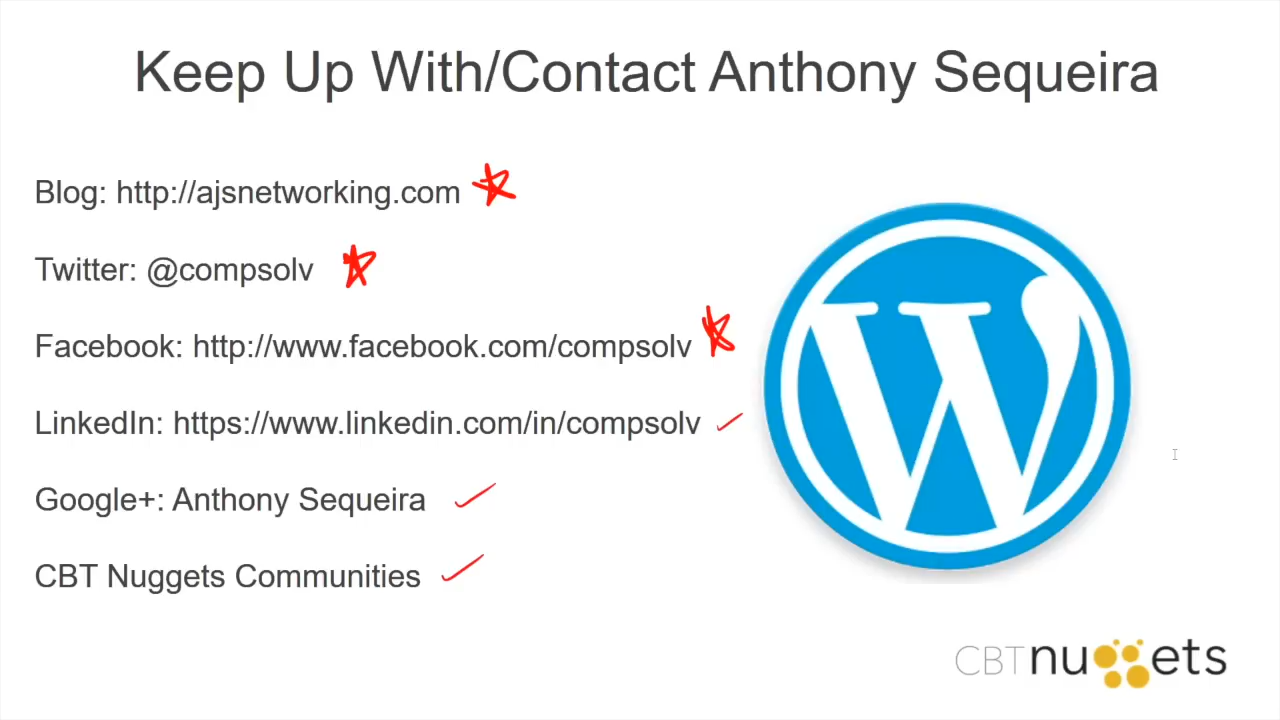 Keep Up With/Contact Anthony Sequeira
Blog: http://ajsnetworking.com
Twitter: @compsolv
Facebook: http://www.facebook.com/compsolv
LinkedIn: https://www.linkedin.com/in/compsolv
Google+: Anthony Sequeira
CBT Nuggets Communities
W
CBTnuggets